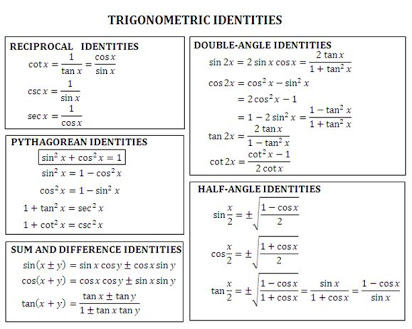 TRIGONOMETRIC IDENTITIES
RECIPROCAL IDENTITIES
cot x = 1/tan x = cos x/sin x
csc x = 1/sin x
sec x = 1/cos x
PYTHAGOREAN IDENTITIES
sin² x + cos² x = 1
sin² x = 1 − cos² x
cos² x = 1 − sin² x
1 + tan² x = sec² x
1 + cot² x = csc² x
SUM AND DIFFERENCE IDENTITIES
sin(x ± y) = sin x cos y ± cos x sin y
cos(x + y) = cos x cos y ± sin x sin y
tan(x + y) = (tan x ± tan y)/(1 ± tan x tan y)
DOUBLE-ANGLE IDENTITIES
sin 2x = 2 sin x cos x = 2 tan x/(1 + tan² x)
cos 2x = cos² x − sin² x
= 2 cos² x − 1
= 1 − 2 sin² x = (1 − tan² x)/(1 + tan² x)
tan 2x = 2 tan x/(1 − tan² x)
cot 2x = (cot² x − 1)/(2 cot x)
HALF-ANGLE IDENTITIES
sin x/2 = ± √((1 − cos x)/2)
cos x/2 = ± √((1 + cos x)/2)
tan x/2 = ± √((1 − cos x)/(1 + cos x)) = sin x/(1 + cos x) = (1 − cos x)/sin x